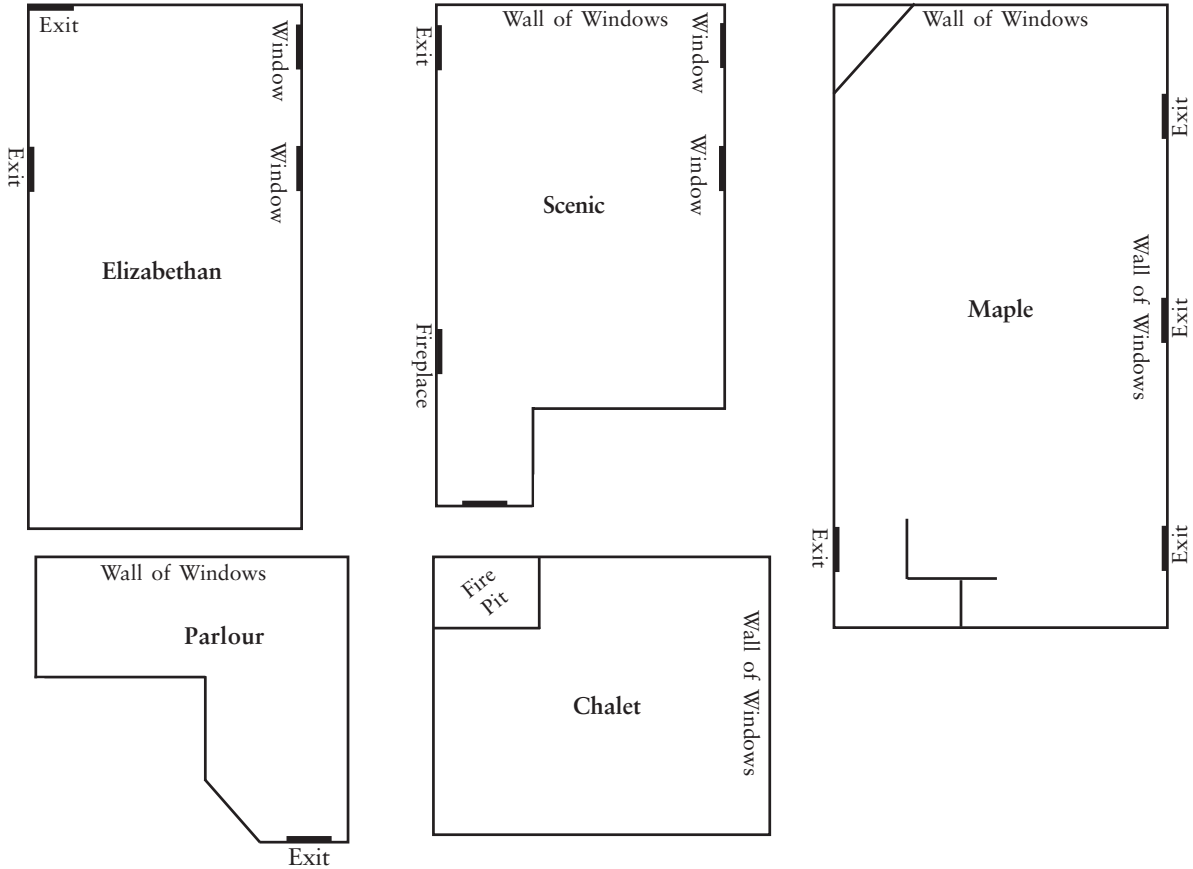 Exit
Window
Exit
Window
Elizabethan
Wall of Windows
Exit
Window
Window
Scenic
Fireplace
Wall of Windows
Exit
Wall of Windows
Exit
Maple
Exit
Exit
Wall of Windows
Parlour
Exit
Fire
Pit
Chalet
Wall of Windows